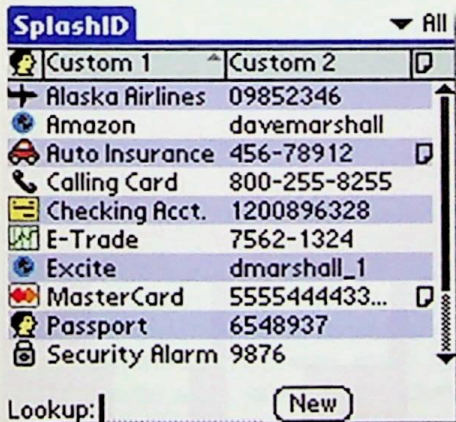 SplashID All
Custom 1 Custom 2
Alaska Airlines 09852346
Amazon davemarshall
Auto Insurance 456-78912
Calling Card 800-255-8255
Checking Acct. 1200896328
E-Trade 7562-1324
Excite dmarshall_1
MasterCard 5555444433...
Passport 6548937
Security Alarm 9876
Lookup: New